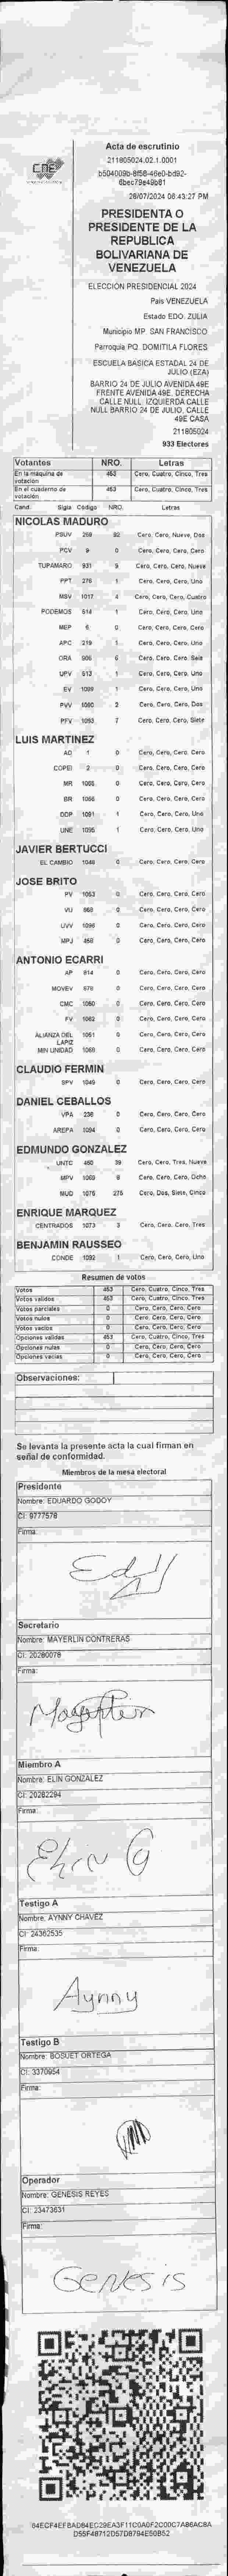 CNE
Acta de escrutinio
211805024.02.1.0001
b504009b-8f58-46e0-bd92-
6bec79e49b81
28/07/2024 06:43:27 PM
PRESIDENTA O
PRESIDENTE DE LA
REPUBLICA
BOLIVARIANA DE
VENEZUELA
ELECCION PRESIDENCIAL 2024
Pais VENEZUELA
Estado EDO. ZULIA
Municipio MP. SAN FRANCISCO
Parroquia PQ. DOMITILA FLORES
ESCUELA BASICA ESTADAL 24 DE
JULIO (EZA)
BARRIO 24 DE JULIO AVENIDA 49E
FRENTE AVENIDA 49E. DERECHA
CALLE NULL. IZQUIERDA CALLE
NULL BARRIO 24 DE JULIO, CALLE
49E CASA
211805024
933 Electores
Votantes NRO. Letras
En la maquina de votacion 453 Cero, Cuatro, Cinco, Tres
En el cuaderno de votacion 453 Cero, Cuatro, Cinco, Tres
Cand. Sigla Codigo NRO. Letras
NICOLAS MADURO
PSUV 268 92 Cero, Cero, Nueve, Dos
PCV 9 0 Cero, Cero, Cero, Cero
TUPAMARO 931 9 Cero, Cero, Cero, Nueve
PPT 276 1 Cero, Cero, Cero, Uno
MSV 1017 4 Cero, Cero, Cero, Cuatro
PODEMOS 614 1 Cero, Cero, Cero, Uno
MEP 6 0 Cero, Cero, Cero, Cero
APC 219 1 Cero, Cero, Cero, Uno
ORA 906 6 Cero, Cero, Cero, Seis
UPV 512 1 Cero, Cero, Cero, Uno
EV 1089 1 Cero, Cero, Cero, Uno
PVV 1090 2 Cero, Cero, Cero, Dos
PFV 1093 7 Cero, Cero, Cero, Siete
LUIS MARTINEZ
AD 1 0 Cero, Cero, Cero, Cero
COPEI 2 0 Cero, Cero, Cero, Cero
MR 1005 0 Cero, Cero, Cero, Cero
BR 1066 0 Cero, Cero, Cero, Cero
DDP 1091 1 Cero, Cero, Cero, Uno
UNE 1095 1 Cero, Cero, Cero, Uno
JAVIER BERTUCCI
EL CAMBIO 1048 0 Cero, Cero, Cero, Cero
JOSE BRITO
PV 1053 0 Cero, Cero, Cero, Cero
VU 968 0 Cero, Cero, Cero, Cero
UVV 1096 0 Cero, Cero, Cero, Cero
MPJ 458 0 Cero, Cero, Cero, Cero
ANTONIO ECARRI
AP 814 0 Cero, Cero, Cero, Cero
MOVEV 978 0 Cero, Cero, Cero, Cero
CMC 1050 0 Cero, Cero, Cero, Cero
FV 1062 0 Cero, Cero, Cero, Cero
ALIANZA DEL LAPIZ 1051 0 Cero, Cero, Cero, Cero
MIN UNIDAD 1069 0 Cero, Cero, Cero, Cero
CLAUDIO FERMIN
SPV 1049 0 Cero, Cero, Cero, Cero
DANIEL CEBALLOS
VPA 238 0 Cero, Cero, Cero, Cero
AREPA 1094 0 Cero, Cero, Cero, Cero
EDMUNDO GONZALEZ
UNTC 460 39 Cero, Cero, Tres, Nueve
MPV 1069 8 Cero, Cero, Cero, Ocho
MUD 1076 275 Cero, Dos, Siete, Cinco
ENRIQUE MARQUEZ
CENTRADOS 1073 3 Cero, Cero, Cero, Tres
BENJAMIN RAUSSEO
CONDE 1092 1 Cero, Cero, Cero, Uno
Resumen de votos
Votos 453 Cero, Cuatro, Cinco, Tres
Votos validos 453 Cero, Cuatro, Cinco, Tres
Votos parciales 0 Cero, Cero, Cero, Cero
Votos nulos 0 Cero, Cero, Cero, Cero
Votos vacios 0 Cero, Cero, Cero, Cero
Opciones validas 453 Cero, Cuatro, Cinco, Tres
Opciones nulas 0 Cero, Cero, Cero, Cero
Opciones vacias 0 Cero, Cero, Cero, Cero
Observaciones:
Se levanta la presente acta la cual firman en
señal de conformidad.
Miembros de la mesa electoral
Presidente
Nombre: EDUARDO GODOY
CI: 9777578
Firma:
Secretario
Nombre: MAYERLIN CONTRERAS
CI: 20280078
Firma:
Miembro A
Nombre: ELIN GONZALEZ
CI: 20282294
Firma:
Elin G
Testigo A
Nombre: AYNNY CHAVEZ
CI: 24362535
Firma:
Aynny
Testigo B
Nombre: BOSUET ORTEGA
CI: 3370954
Firma:
Operador
Nombre: GENESIS REYES
CI: 23473631
Firma:
Genesis